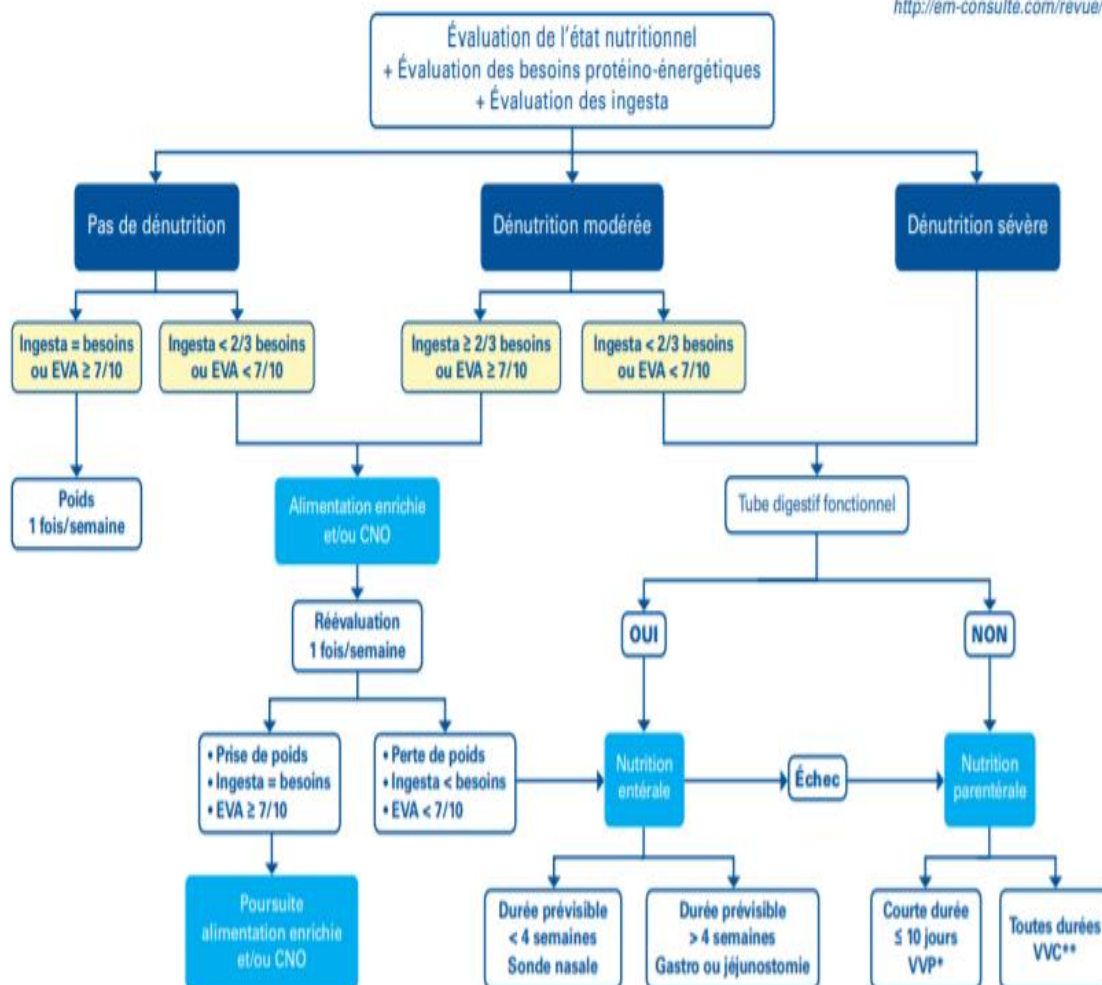 http://em-consulte.com/revue/
Évaluation de l'état nutritionnel
+ Évaluation des besoins protéino-énergétiques
+ Évaluation des ingesta
Pas de dénutrition
Dénutrition modérée
Dénutrition sévère
Ingesta = besoins
ou EVA ≥ 7/10
Ingesta < 2/3 besoins
ou EVA < 7/10
Ingesta ≥ 2/3 besoins
ou EVA ≥ 7/10
Ingesta < 2/3 besoins
ou EVA < 7/10
Poids
1 fois/semaine
Alimentation enrichie
et/ou CNO
Tube digestif fonctionnel
Réévaluation
1 fois/semaine
OUI
NON
• Prise de poids
• Ingesta = besoins
• EVA ≥ 7/10
• Perte de poids
• Ingesta < besoins
• EVA < 7/10
Nutrition
entérale
Échec
Nutrition
parentérale
Poursuite
alimentation enrichie
et/ou CNO
Durée prévisible
< 4 semaines
Sonde nasale
Durée prévisible
> 4 semaines
Gastro ou jéjunostomie
Courte durée
≤ 10 jours
VVP*
Toutes durées
VVC**